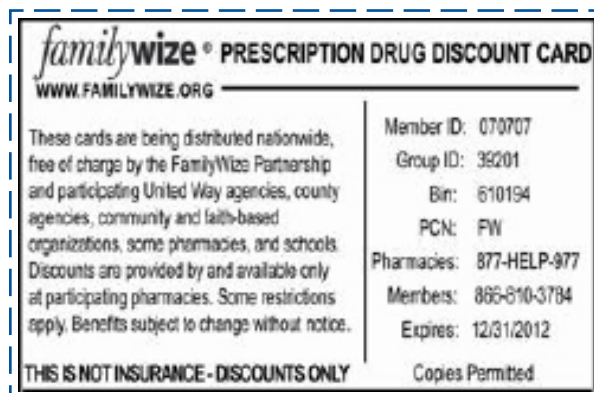 familywize ® PRESCRIPTION DRUG DISCOUNT CARD
WWW.FAMILYWIZE.ORG
These cards are being distributed nationwide,
free of charge by the FamilyWize Partnership
and participating United Way agencies, county
agencies, community and faith-based
organizations, some pharmacies, and schools.
Discounts are provided by and available only
at participating pharmacies. Some restrictions
apply. Benefits subject to change without notice.
THIS IS NOT INSURANCE - DISCOUNTS ONLY
Member ID: 070707
Group ID: 39201
Bin: 610194
PCN: FW
Pharmacies: 877-HELP-977
Members: 866-810-3784
Expires: 12/31/2012
Copies Permitted